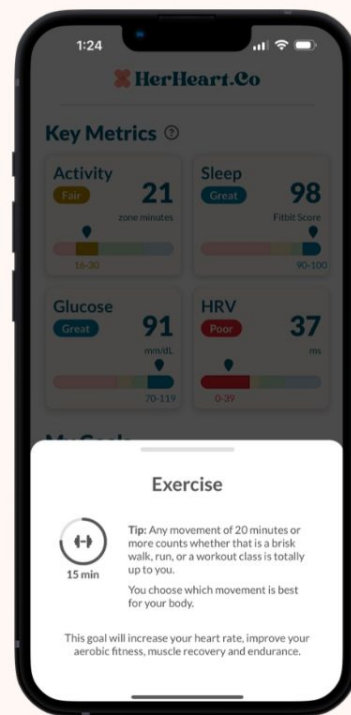 1:24
HerHeart.Co
Key Metrics ?
Activity
Fair
21
zone minutes
16-30
Sleep
Great
98
Fitbit Score
90-100
Glucose
Great
91
mm/dL
70-119
HRV
Poor
37
ms
0-39
My Goals
Exercise
15 min
Tip: Any movement of 20 minutes or
more counts whether that is a brisk
walk, run, or a workout class is totally
up to you.
You choose which movement is best
for your body.
This goal will increase your heart rate, improve your
aerobic fitness, muscle recovery and endurance.